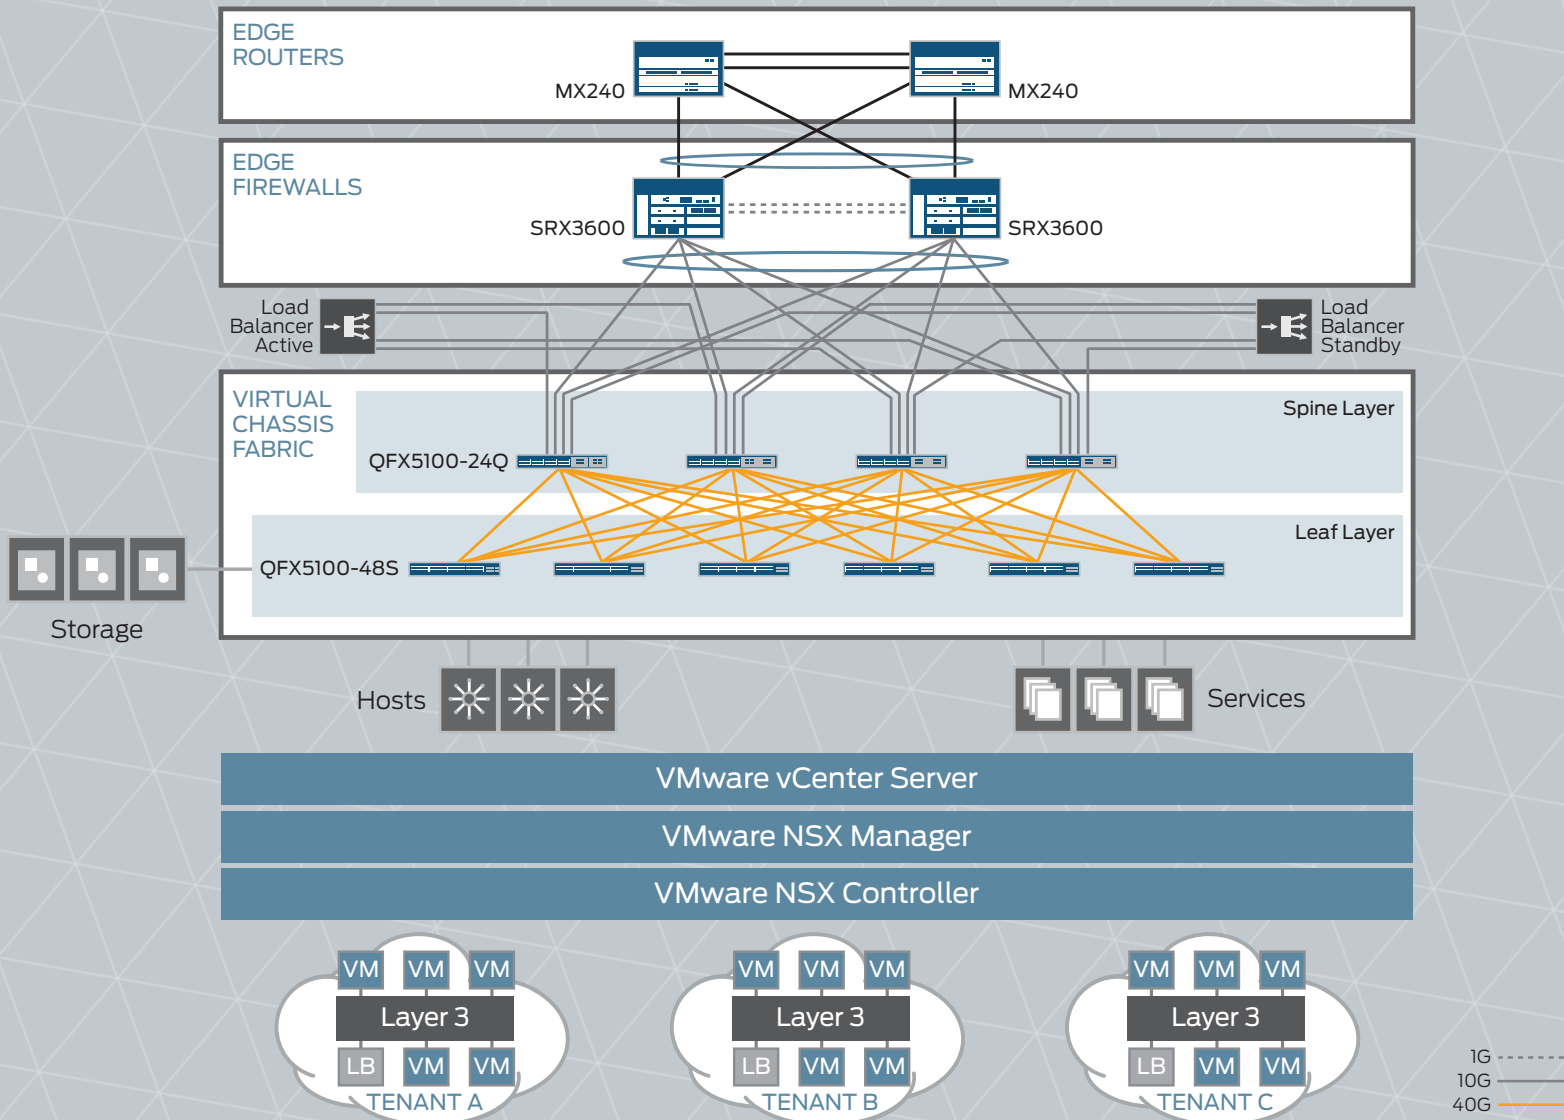 EDGE
ROUTERS
MX240
MX240
EDGE
FIREWALLS
SRX3600
SRX3600
Load
Balancer
Active
Load
Balancer
Standby
VIRTUAL
CHASSIS
FABRIC
Spine Layer
QFX5100-24Q
Leaf Layer
QFX5100-48S
Storage
Hosts
Services
VMware vCenter Server
VMware NSX Manager
VMware NSX Controller
VM VM VM
Layer 3
LB VM VM
TENANT A
VM VM VM
Layer 3
LB VM VM
TENANT B
VM VM VM
Layer 3
LB VM VM
TENANT C
1G
10G
40G